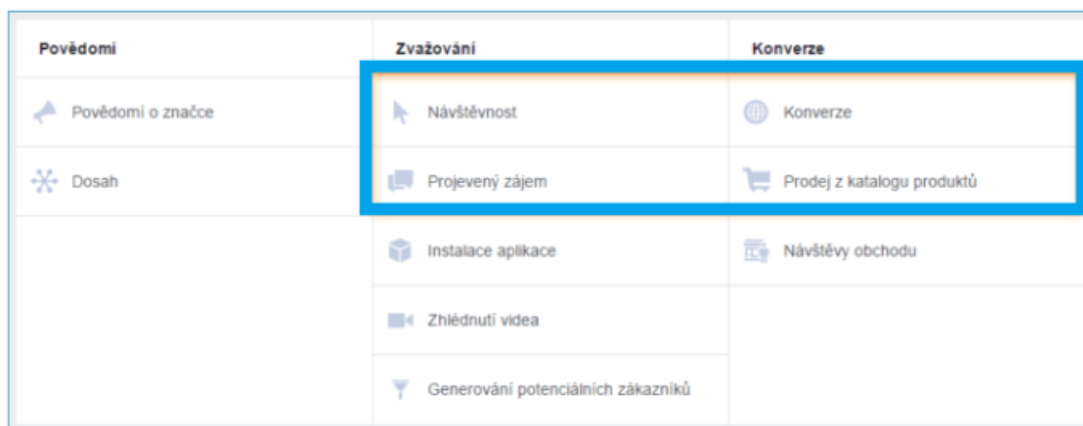 Povědomí
Zvažování
Konverze
Povědomí o značce
Návštěvnost
Konverze
Dosah
Projevený zájem
Prodej z katalogu produktů
Instalace aplikace
Návštěvy obchodu
Zhlédnutí videa
Generování potenciálních zákazníků